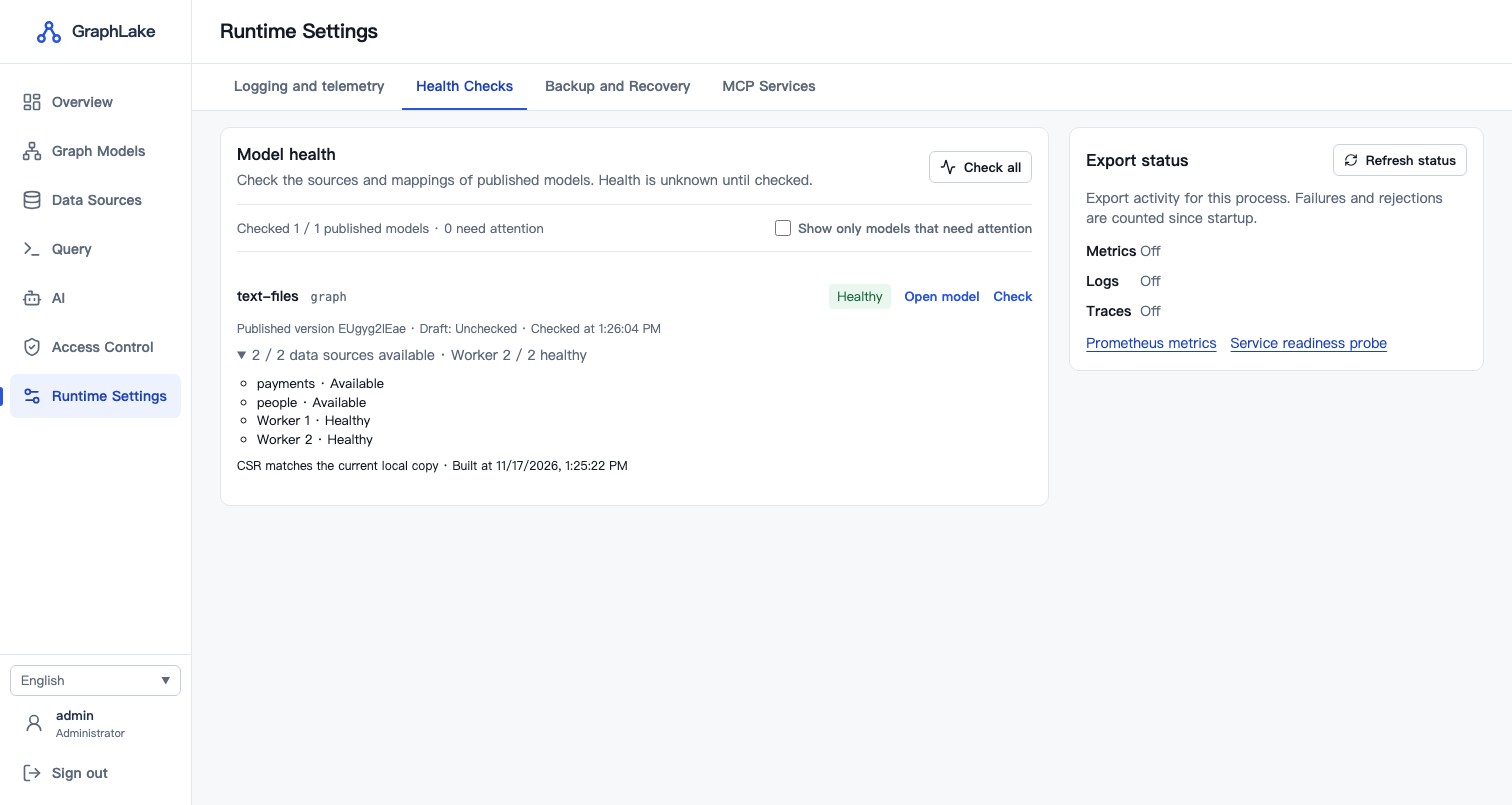 GraphLake
Overview
Graph Models
Data Sources
Query
AI
Access Control
Runtime Settings
English
admin
Administrator
Sign out
Runtime Settings
Logging and telemetry
Health Checks
Backup and Recovery
MCP Services
Model health
Check the sources and mappings of published models. Health is unknown until checked.
Check all
Checked 1 / 1 published models · 0 need attention
Show only models that need attention
text-files graph
Healthy
Open model
Check
Published version EUgyg2lEae · Draft: Unchecked · Checked at 1:26:04 PM
2 / 2 data sources available · Worker 2 / 2 healthy
payments · Available
people · Available
Worker 1 · Healthy
Worker 2 · Healthy
CSR matches the current local copy · Built at 11/17/2026, 1:25:22 PM
Export status
Refresh status
Export activity for this process. Failures and rejections
are counted since startup.
Metrics Off
Logs Off
Traces Off
Prometheus metrics
Service readiness probe